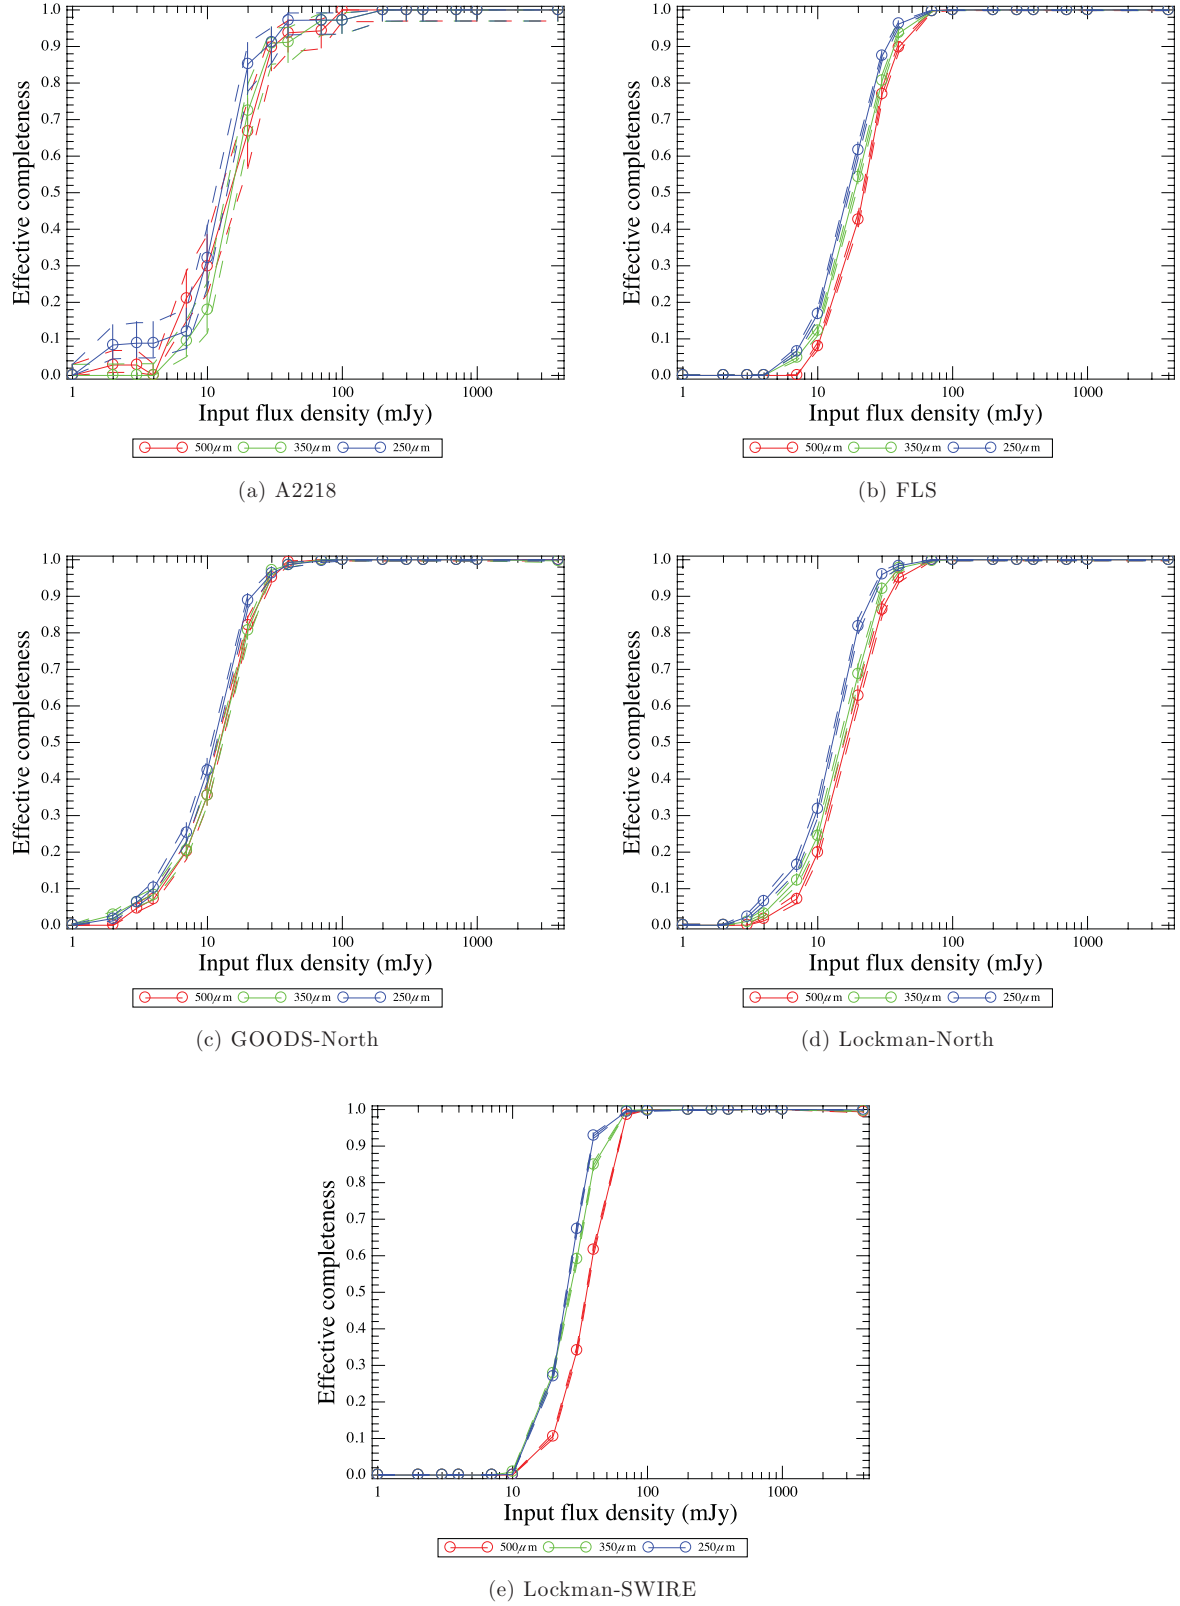 1.0
0.9
0.8
0.7
0.6
0.5
0.4
0.3
0.2
0.1
0.0
Effective completeness
1 10 100 1000
Input flux density (mJy)
500μm 350μm 250μm
(a) A2218
1.0
0.9
0.8
0.7
0.6
0.5
0.4
0.3
0.2
0.1
0.0
Effective completeness
1 10 100 1000
Input flux density (mJy)
500μm 350μm 250μm
(b) FLS
1.0
0.9
0.8
0.7
0.6
0.5
0.4
0.3
0.2
0.1
0.0
Effective completeness
1 10 100 1000
Input flux density (mJy)
500μm 350μm 250μm
(c) GOODS-North
1.0
0.9
0.8
0.7
0.6
0.5
0.4
0.3
0.2
0.1
0.0
Effective completeness
1 10 100 1000
Input flux density (mJy)
500μm 350μm 250μm
(d) Lockman-North
1.0
0.9
0.8
0.7
0.6
0.5
0.4
0.3
0.2
0.1
0.0
Effective completeness
1 10 100 1000
Input flux density (mJy)
500μm 350μm 250μm
(e) Lockman-SWIRE